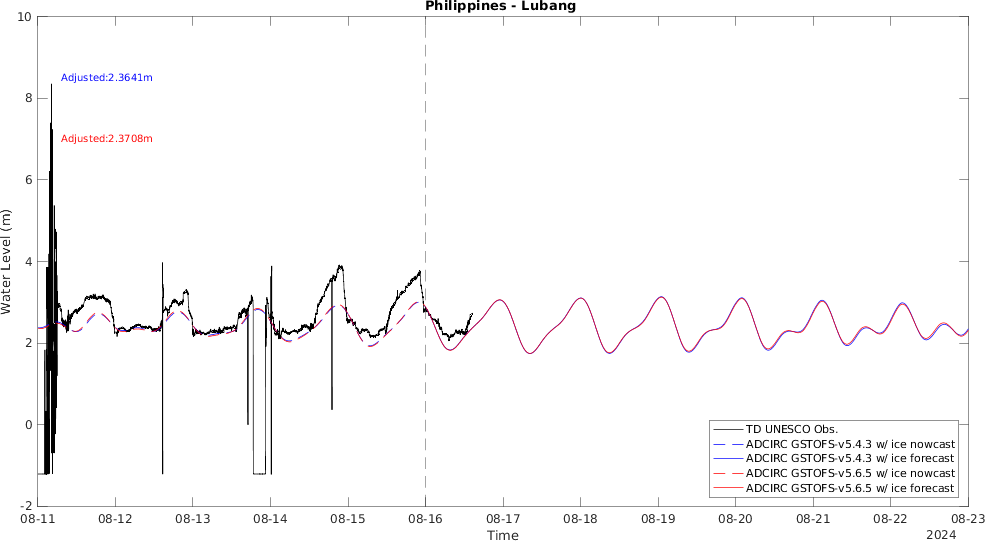 Philippines - Lubang
10
8
6
4
2
0
-2
Water Level (m)
Adjusted:2.3641m
Adjusted:2.3708m
TD UNESCO Obs.
ADCIRC GSTOFS-v5.4.3 w/ ice nowcast
ADCIRC GSTOFS-v5.4.3 w/ ice forecast
ADCIRC GSTOFS-v5.6.5 w/ ice nowcast
ADCIRC GSTOFS-v5.6.5 w/ ice forecast
08-11 08-12 08-13 08-14 08-15 08-16 08-17 08-18 08-19 08-20 08-21 08-22 08-23
Time
2024